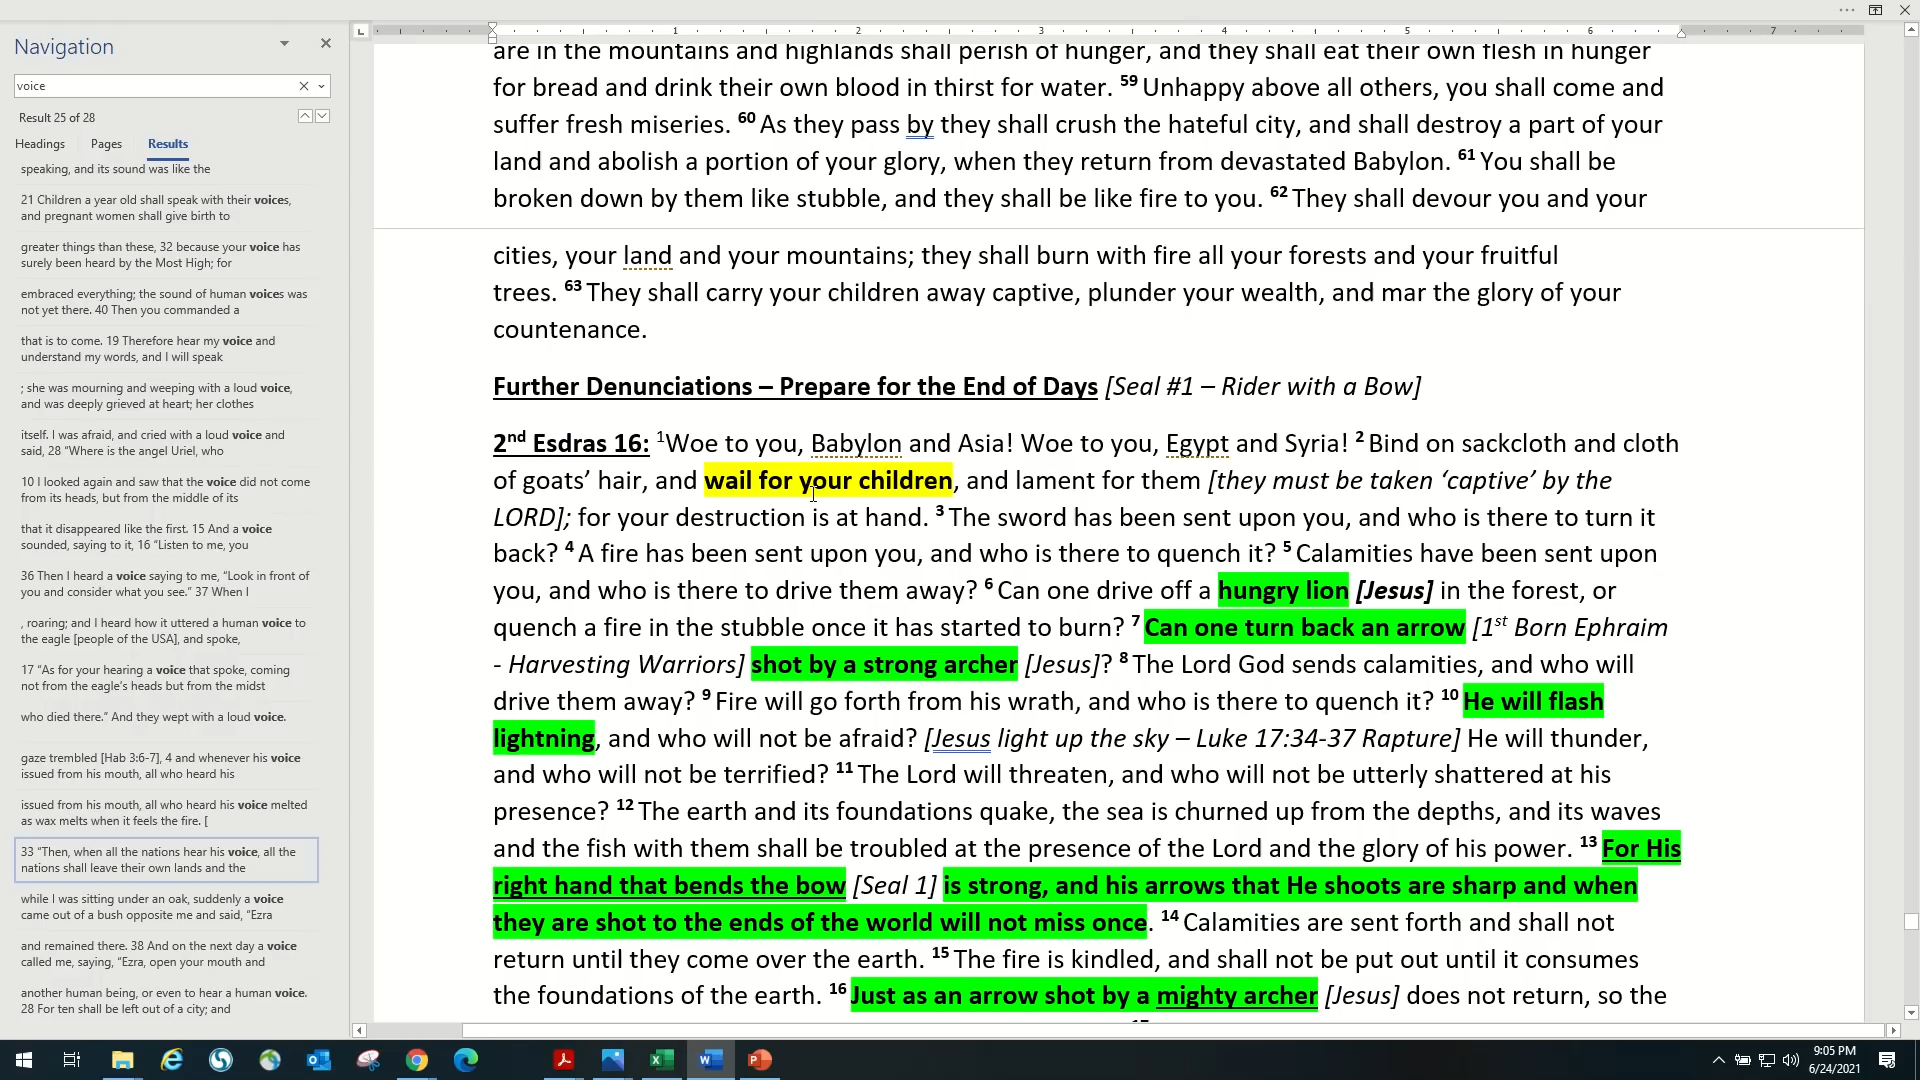 Navigation
voice
Result 25 of 28
Headings Pages Results
speaking, and its sound was like the
21 Children a year old shall speak with their voices,
and pregnant women shall give birth to
greater things than these, 32 because your voice has
surely been heard by the Most High; for
embraced everything; the sound of human voices was
not yet there. 40 Then you commanded a
that is to come. 19 Therefore hear my voice and
understand my words, and I will speak
; she was mourning and weeping with a loud voice,
and was deeply grieved at heart; her clothes
itself. I was afraid, and cried with a loud voice and
said, 28 “Where is the angel Uriel, who
10 I looked again and saw that the voice did not come
from its heads, but from the middle of its
that it disappeared like the first. 15 And a voice
sounded, saying to it, 16 “Listen to me, you
36 Then I heard a voice saying to me, “Look in front of
you and consider what you see.” 37 When I
, roaring; and I heard how it uttered a human voice to
the eagle [people of the USA], and spoke,
17 “As for your hearing a voice that spoke, coming
not from the eagle’s heads but from the midst
who died there.” And they wept with a loud voice.
gaze trembled [Hab 3:6-7], 4 and whenever his voice
issued from his mouth, all who heard his
issued from his mouth, all who heard his voice melted
as wax melts when it feels the fire. [
33 “Then, when all the nations hear his voice, all the
nations shall leave their own lands and the
while I was sitting under an oak, suddenly a voice
came out of a bush opposite me and said, “Ezra
and remained there. 38 And on the next day a voice
called me, saying, “Ezra, open your mouth and
another human being, or even to hear a human voice.
28 For ten shall be left out of a city; and
1 2 3 4 5 6 7
are in the mountains and highlands shall perish of hunger, and they shall eat their own flesh in hunger
for bread and drink their own blood in thirst for water. 59 Unhappy above all others, you shall come and
suffer fresh miseries. 60 As they pass by they shall crush the hateful city, and shall destroy a part of your
land and abolish a portion of your glory, when they return from devastated Babylon. 61 You shall be
broken down by them like stubble, and they shall be like fire to you. 62 They shall devour you and your
cities, your land and your mountains; they shall burn with fire all your forests and your fruitful
trees. 63 They shall carry your children away captive, plunder your wealth, and mar the glory of your
countenance.
Further Denunciations – Prepare for the End of Days [Seal #1 – Rider with a Bow]
2nd Esdras 16: 1Woe to you, Babylon and Asia! Woe to you, Egypt and Syria! 2 Bind on sackcloth and cloth
of goats’ hair, and wail for your children, and lament for them [they must be taken ‘captive’ by the
LORD]; for your destruction is at hand. 3 The sword has been sent upon you, and who is there to turn it
back? 4 A fire has been sent upon you, and who is there to quench it? 5 Calamities have been sent upon
you, and who is there to drive them away? 6 Can one drive off a hungry lion [Jesus] in the forest, or
quench a fire in the stubble once it has started to burn? 7 Can one turn back an arrow [1st Born Ephraim
- Harvesting Warriors] shot by a strong archer [Jesus]? 8 The Lord God sends calamities, and who will
drive them away? 9 Fire will go forth from his wrath, and who is there to quench it? 10 He will flash
lightning, and who will not be afraid? [Jesus light up the sky – Luke 17:34-37 Rapture] He will thunder,
and who will not be terrified? 11 The Lord will threaten, and who will not be utterly shattered at his
presence? 12 The earth and its foundations quake, the sea is churned up from the depths, and its waves
and the fish with them shall be troubled at the presence of the Lord and the glory of his power. 13 For His
right hand that bends the bow [Seal 1] is strong, and his arrows that He shoots are sharp and when
they are shot to the ends of the world will not miss once. 14 Calamities are sent forth and shall not
return until they come over the earth. 15 The fire is kindled, and shall not be put out until it consumes
the foundations of the earth. 16 Just as an arrow shot by a mighty archer [Jesus] does not return, so the
9:05 PM
6/24/2021